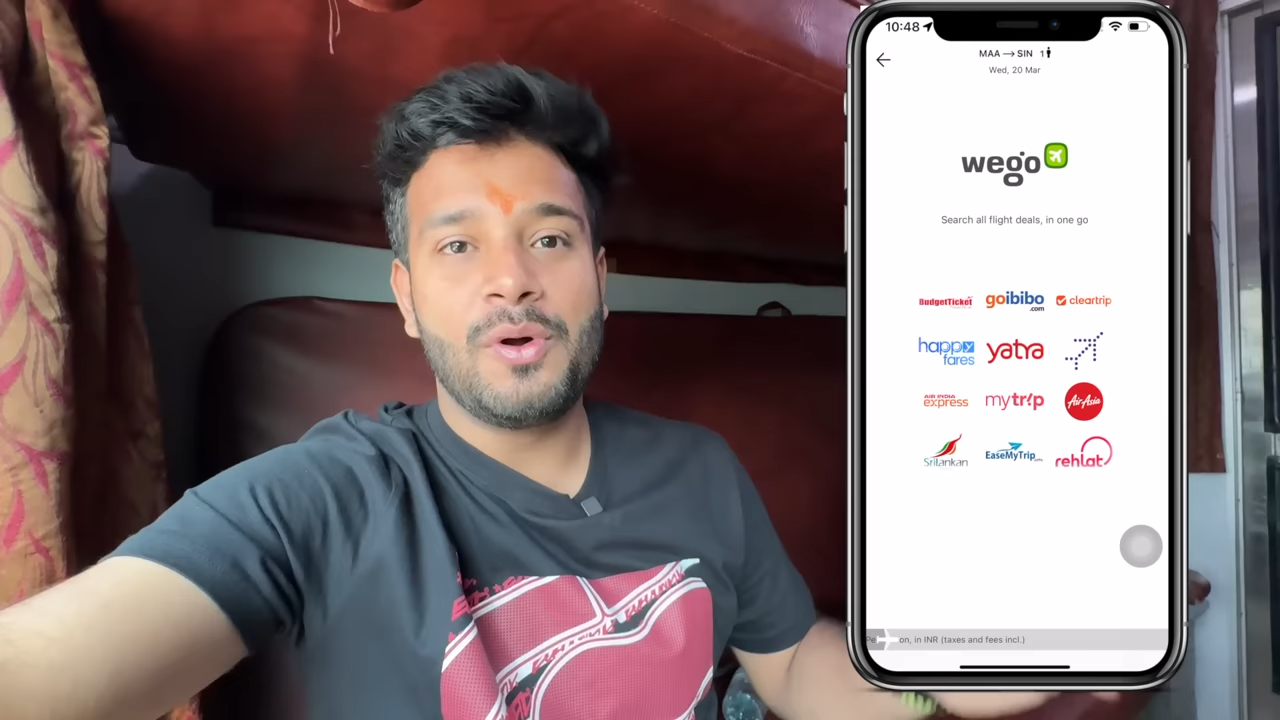 10:48
MAA → SIN 1
Wed, 20 Mar
wego
Search all flight deals, in one go
BudgetTicket
goibibo.com
cleartrip
happy fares
yatra
AIR INDIA express
mytrip
AirAsia
SriLankan
EaseMyTrip.com
rehlat
on, in INR (taxes and fees incl.)